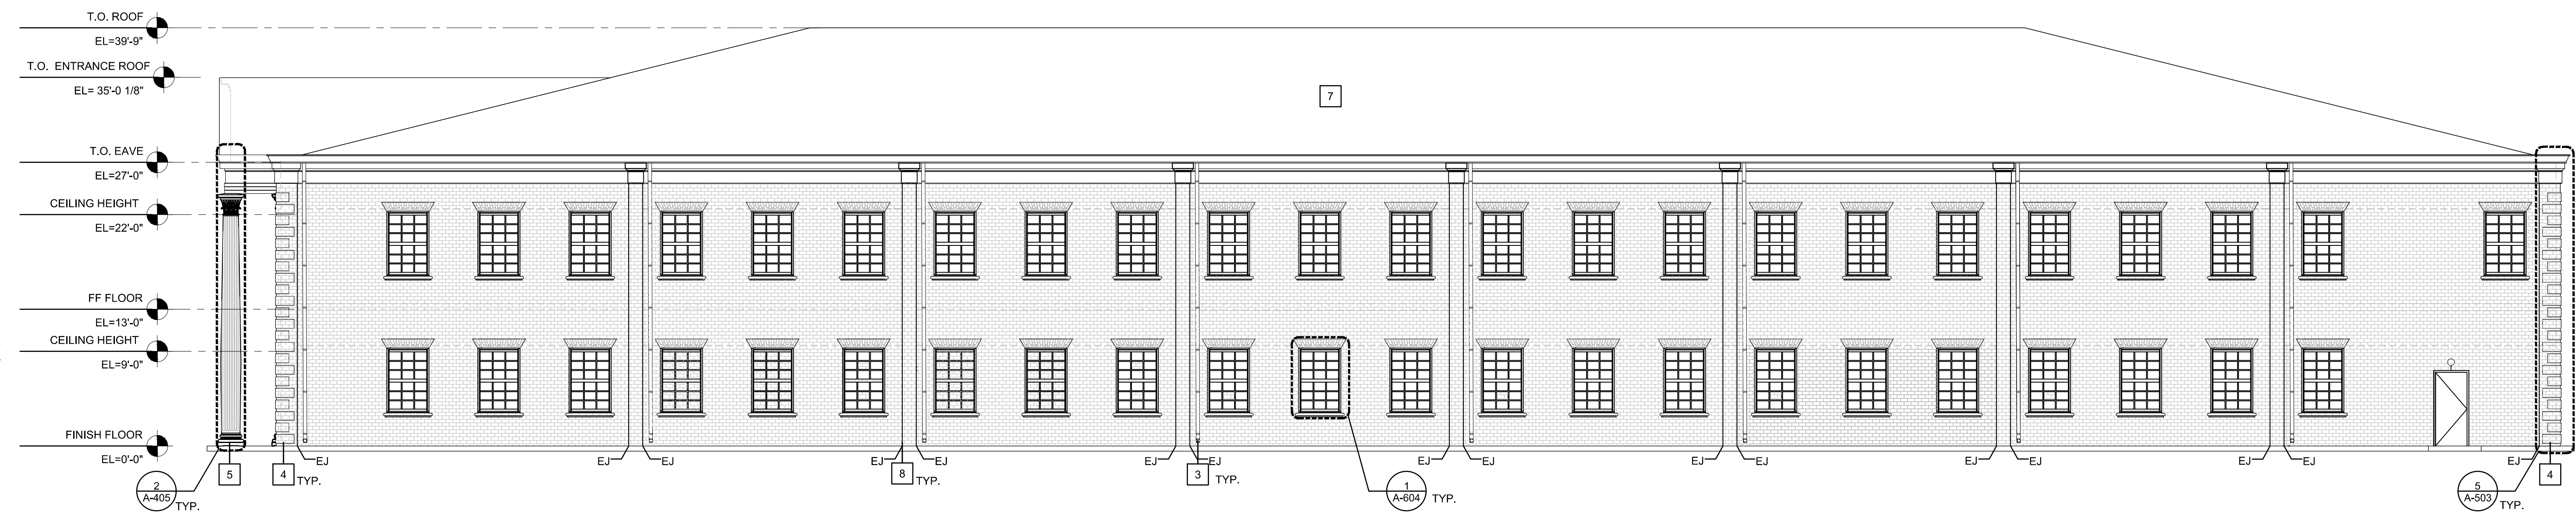 T.O. ROOF
EL=39'-9"
T.O. ENTRANCE ROOF
EL= 35'-0 1/8"
7
T.O. EAVE
EL=27'-0"
CEILING HEIGHT
EL=22'-0"
FF FLOOR
EL=13'-0"
CEILING HEIGHT
EL=9'-0"
FINISH FLOOR
EL=0'-0"
EJ EJ EJ EJ EJ EJ EJ EJ EJ EJ EJ EJ EJ EJ EJ EJ
5
4 TYP.
8 TYP.
3 TYP.
4
2
A-405 TYP.
1
A-604 TYP.
5
A-503 TYP.